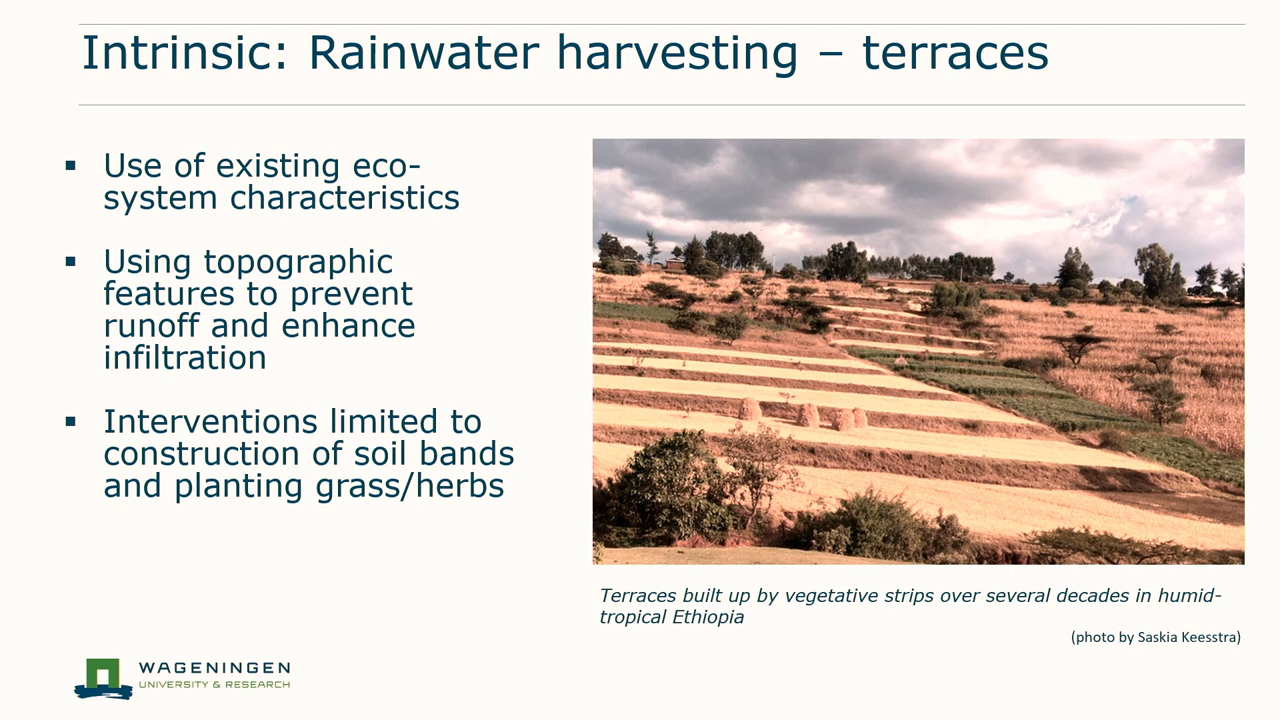 Intrinsic: Rainwater harvesting – terraces
▪ Use of existing eco-
system characteristics
▪ Using topographic
features to prevent
runoff and enhance
infiltration
▪ Interventions limited to
construction of soil bands
and planting grass/herbs
Terraces built up by vegetative strips over several decades in humid-
tropical Ethiopia
(photo by Saskia Keesstra)
WAGENINGEN
UNIVERSITY & RESEARCH